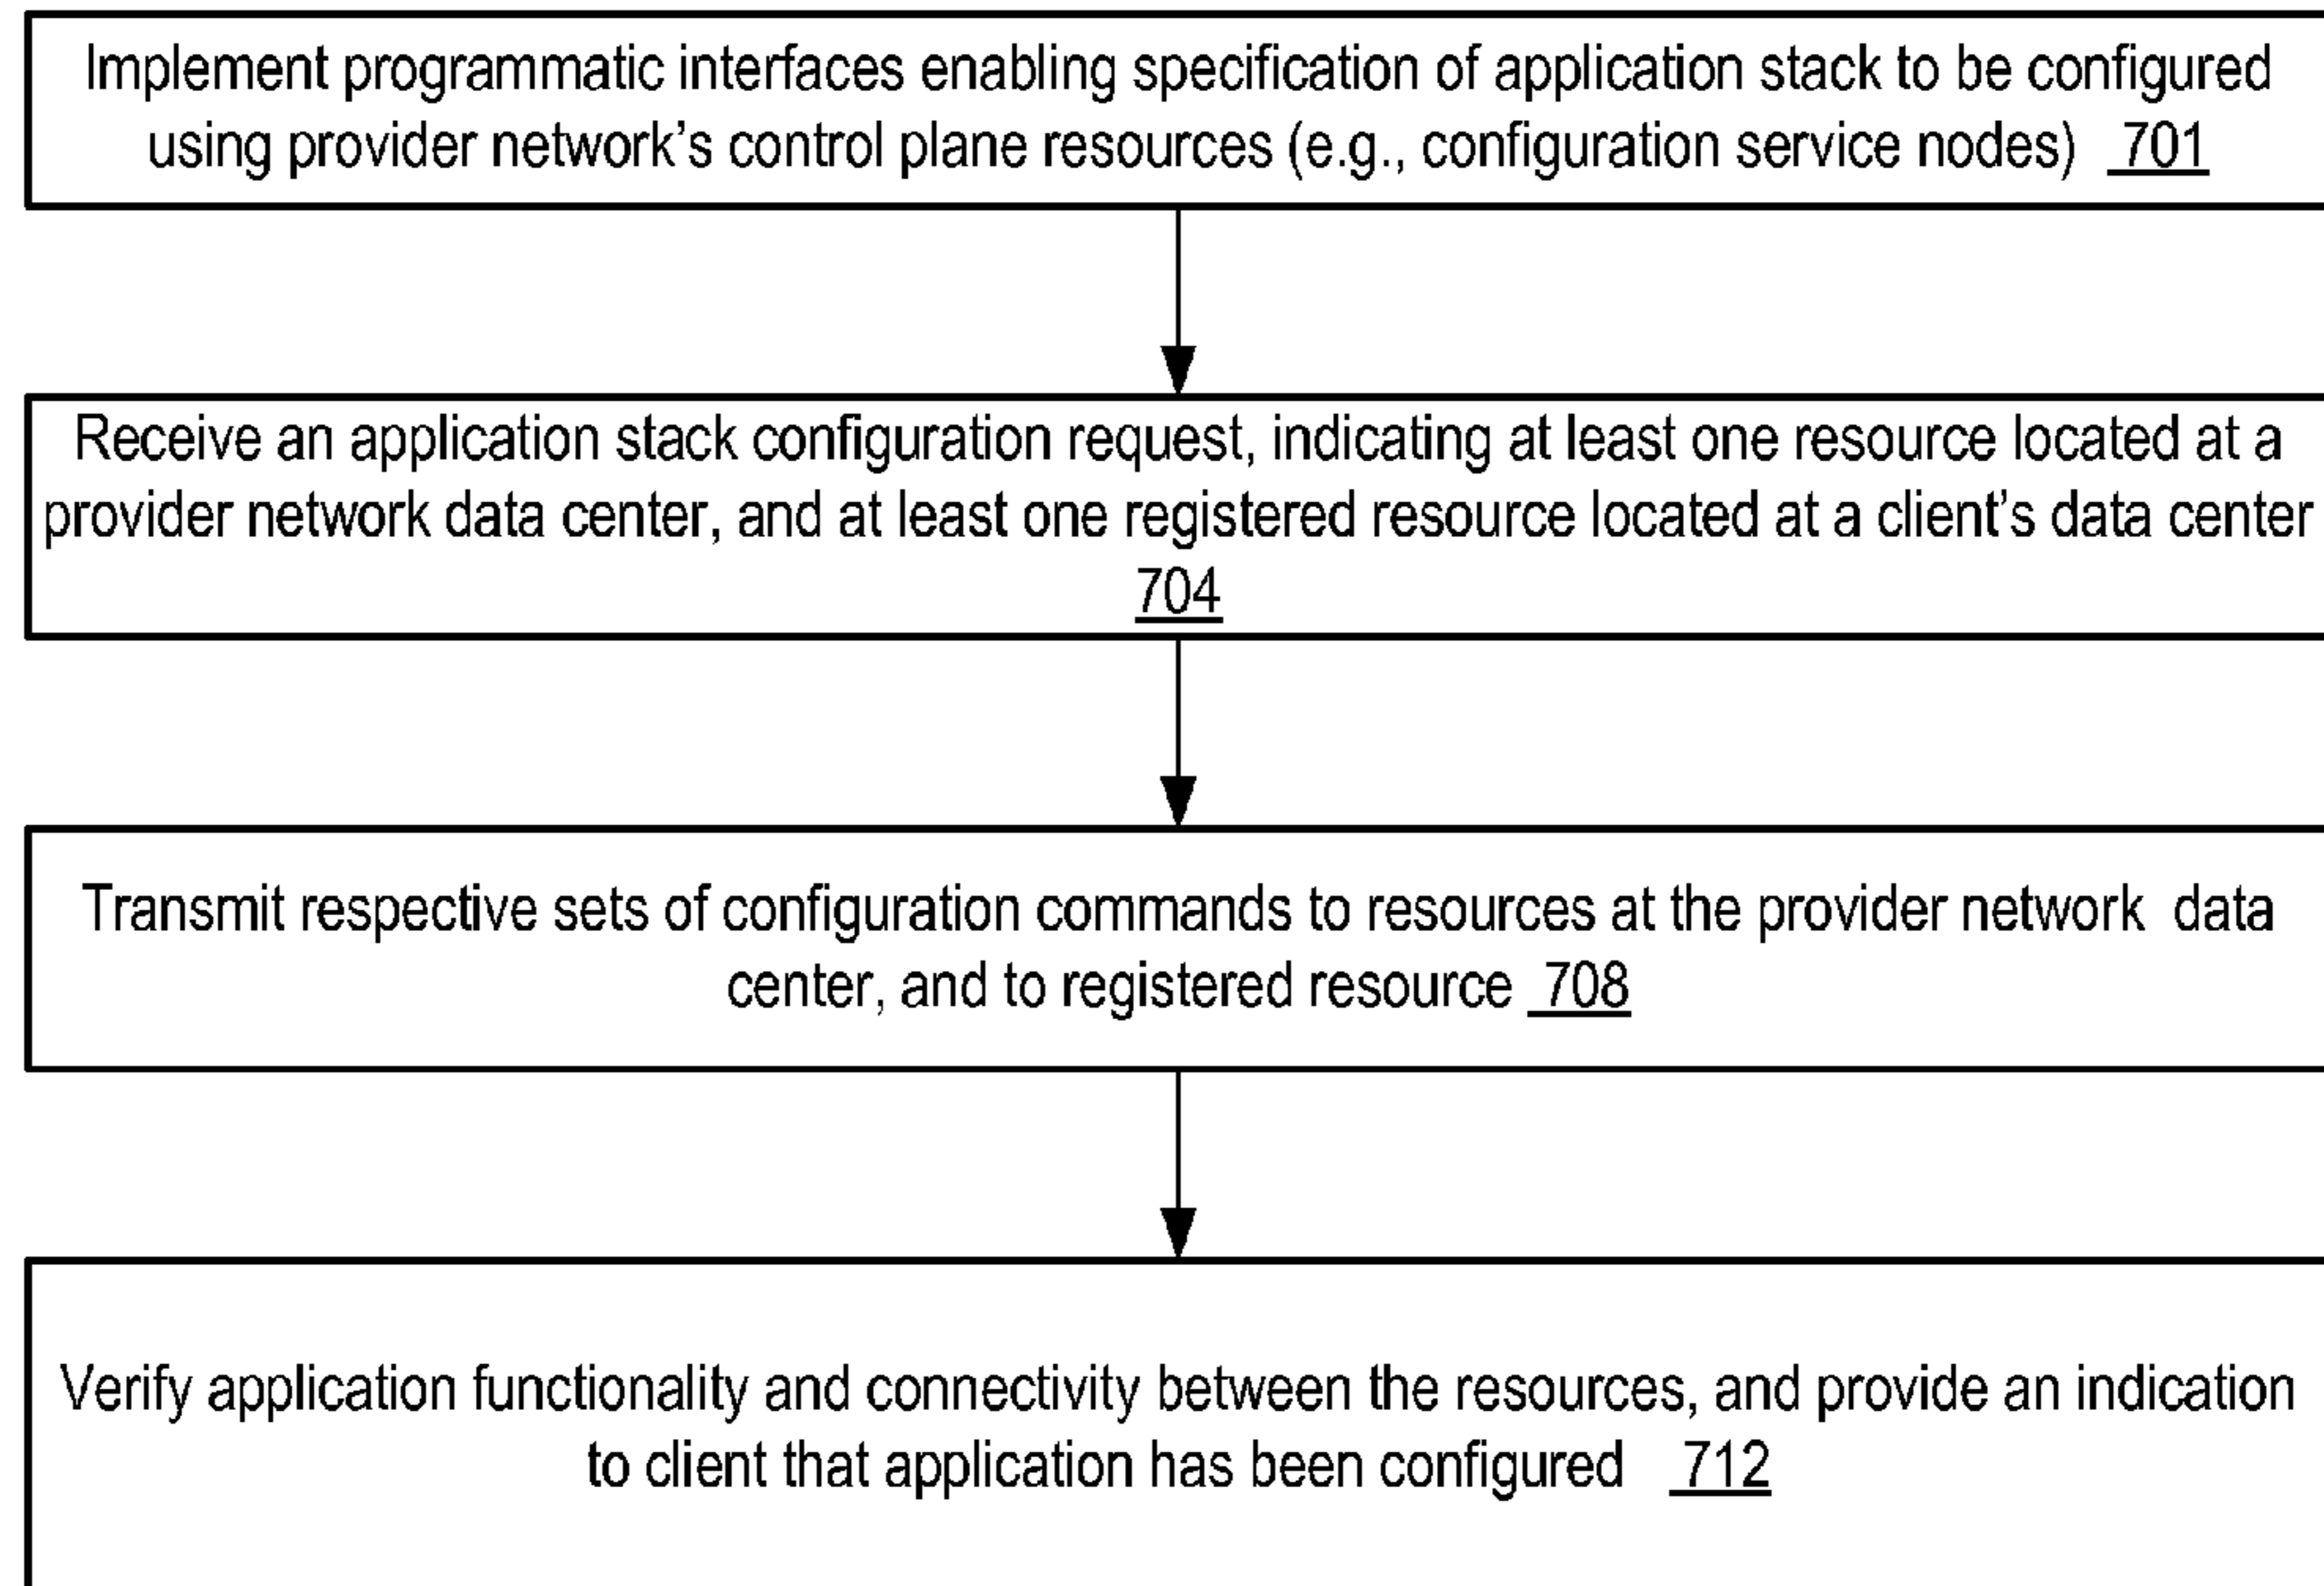 Implement programmatic interfaces enabling specification of application stack to be configured
using provider network’s control plane resources (e.g., configuration service nodes) 701
Receive an application stack configuration request, indicating at least one resource located at a
provider network data center, and at least one registered resource located at a client’s data center
704
Transmit respective sets of configuration commands to resources at the provider network data
center, and to registered resource 708
Verify application functionality and connectivity between the resources, and provide an indication
to client that application has been configured 712